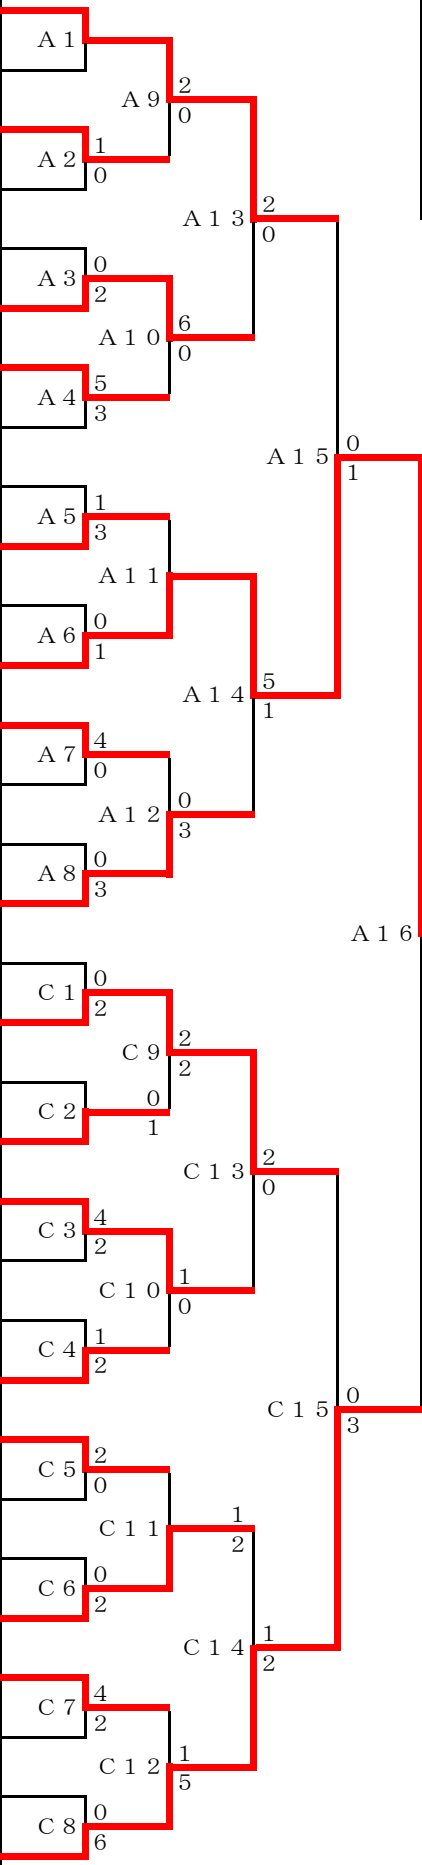 A 1
2
A 9
0
1
A 2
0
2
A 1 3
0
0
A 3
2
6
A 1 0
0
5
A 4
3
0
A 1 5
1
1
A 5
3
A 1 1
0
A 6
1
5
A 1 4
1
4
A 7
0
0
A 1 2
3
0
A 8
3
A 1 6
0
C 1
2
2
C 9
2
0
C 2
1
2
C 1 3
0
4
C 3
2
1
C 1 0
0
1
C 4
2
0
C 1 5
3
2
C 5
0
1
C 1 1
2
0
C 6
2
1
C 1 4
2
4
C 7
2
1
C 1 2
5
0
C 8
6